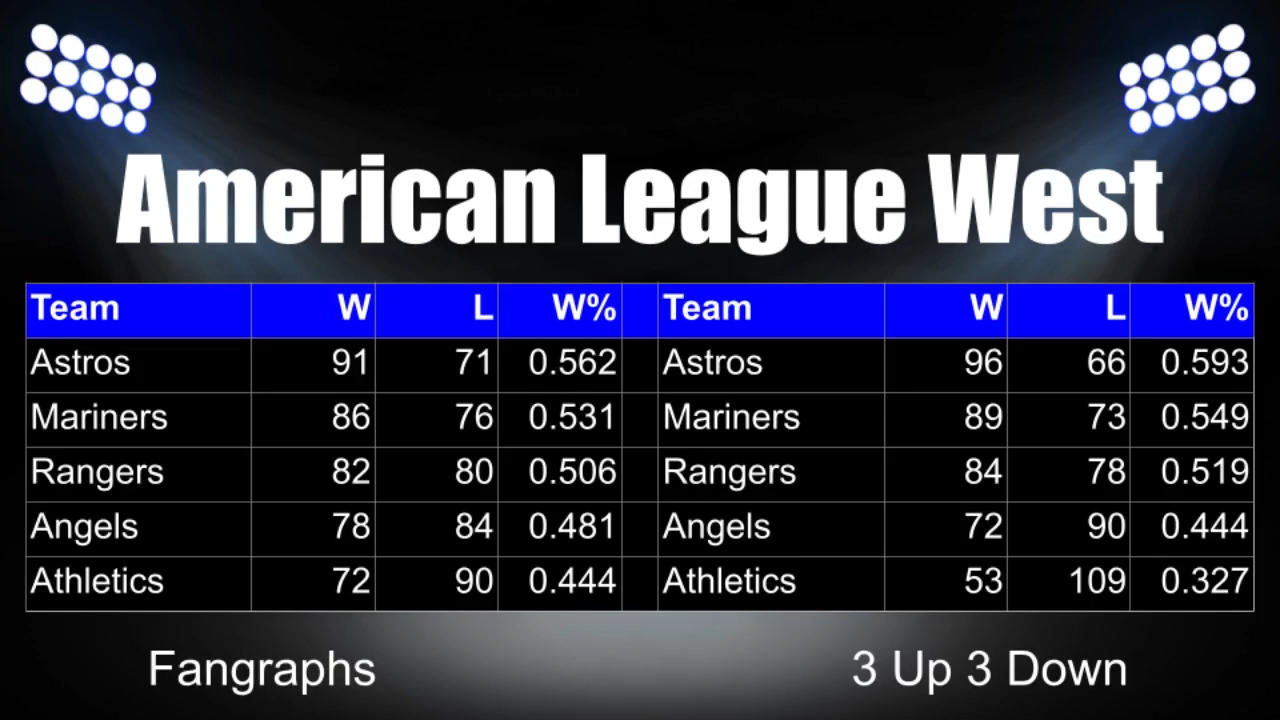 American League West
Team W L W% Team W L W%
Astros 91 71 0.562 Astros 96 66 0.593
Mariners 86 76 0.531 Mariners 89 73 0.549
Rangers 82 80 0.506 Rangers 84 78 0.519
Angels 78 84 0.481 Angels 72 90 0.444
Athletics 72 90 0.444 Athletics 53 109 0.327
Fangraphs 3 Up 3 Down